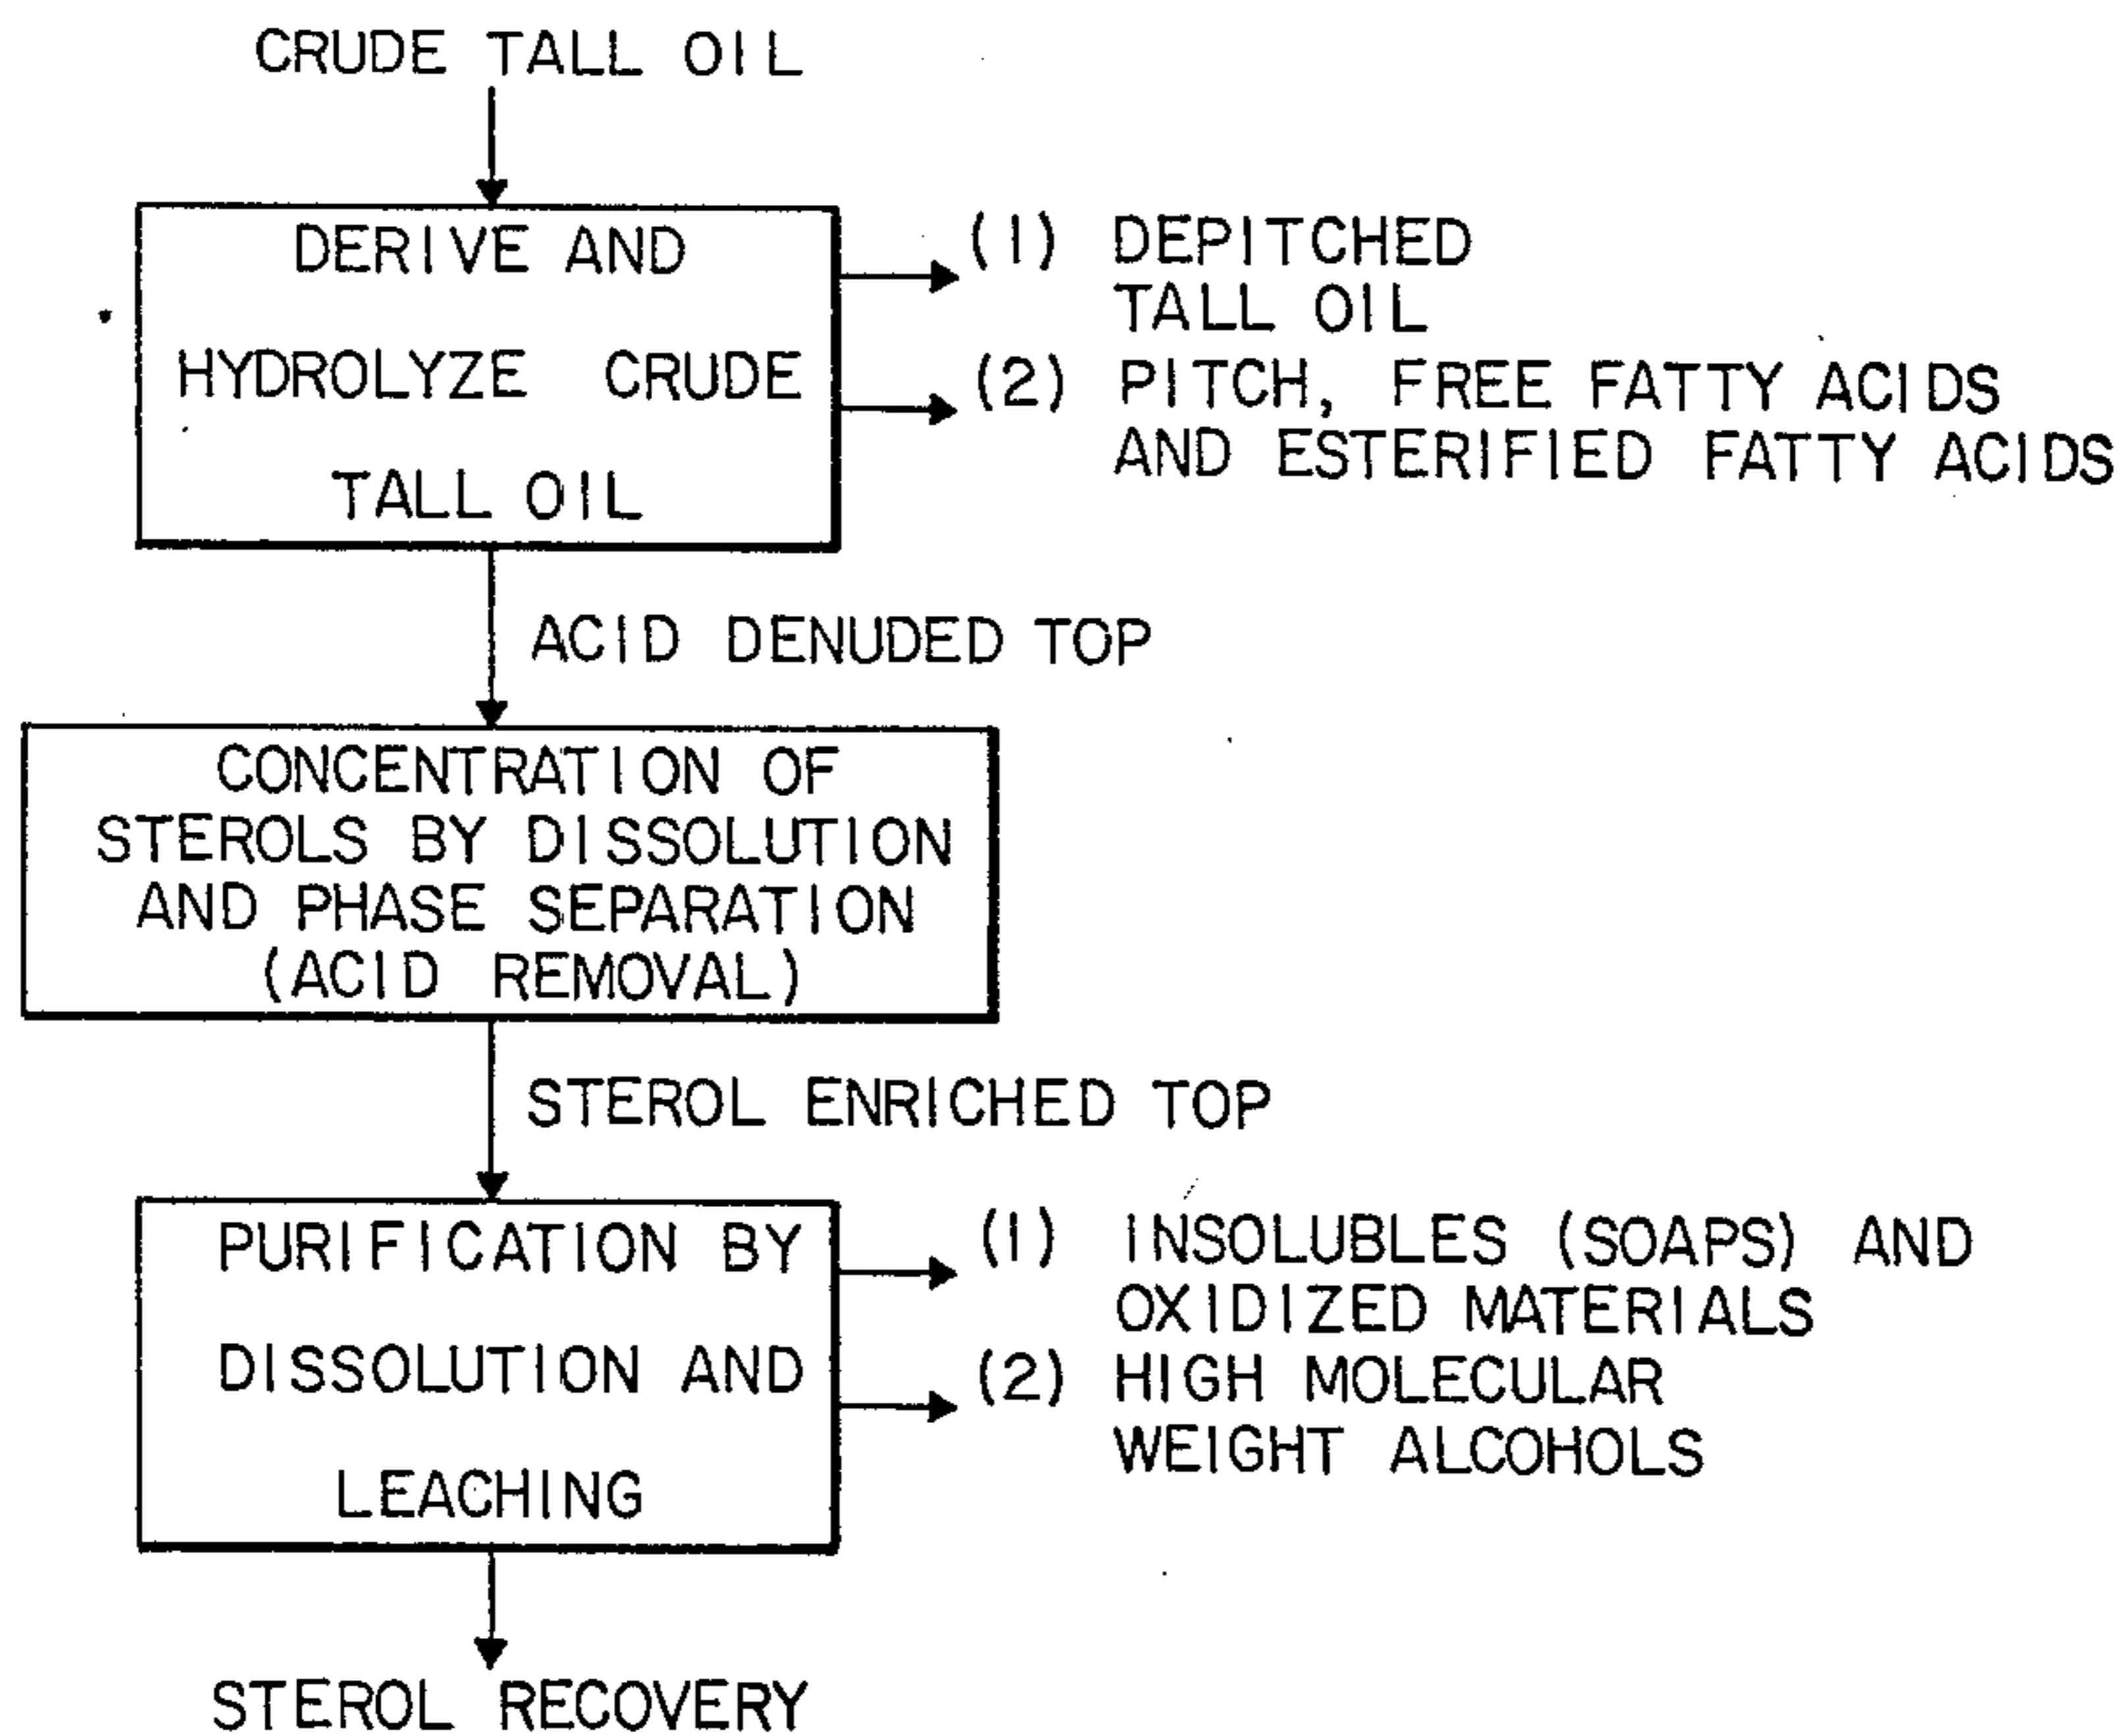 CRUDE TALL OIL
DERIVE AND
HYDROLYZE CRUDE
TALL OIL
(1) DEPITCHED
TALL OIL
(2) PITCH, FREE FATTY ACIDS
AND ESTERIFIED FATTY ACIDS
ACID DENUDED TOP
CONCENTRATION OF
STEROLS BY DISSOLUTION
AND PHASE SEPARATION
(ACID REMOVAL)
STEROL ENRICHED TOP
PURIFICATION BY
DISSOLUTION AND
LEACHING
(1) INSOLUBLES (SOAPS) AND
OXIDIZED MATERIALS
(2) HIGH MOLECULAR
WEIGHT ALCOHOLS
STEROL RECOVERY